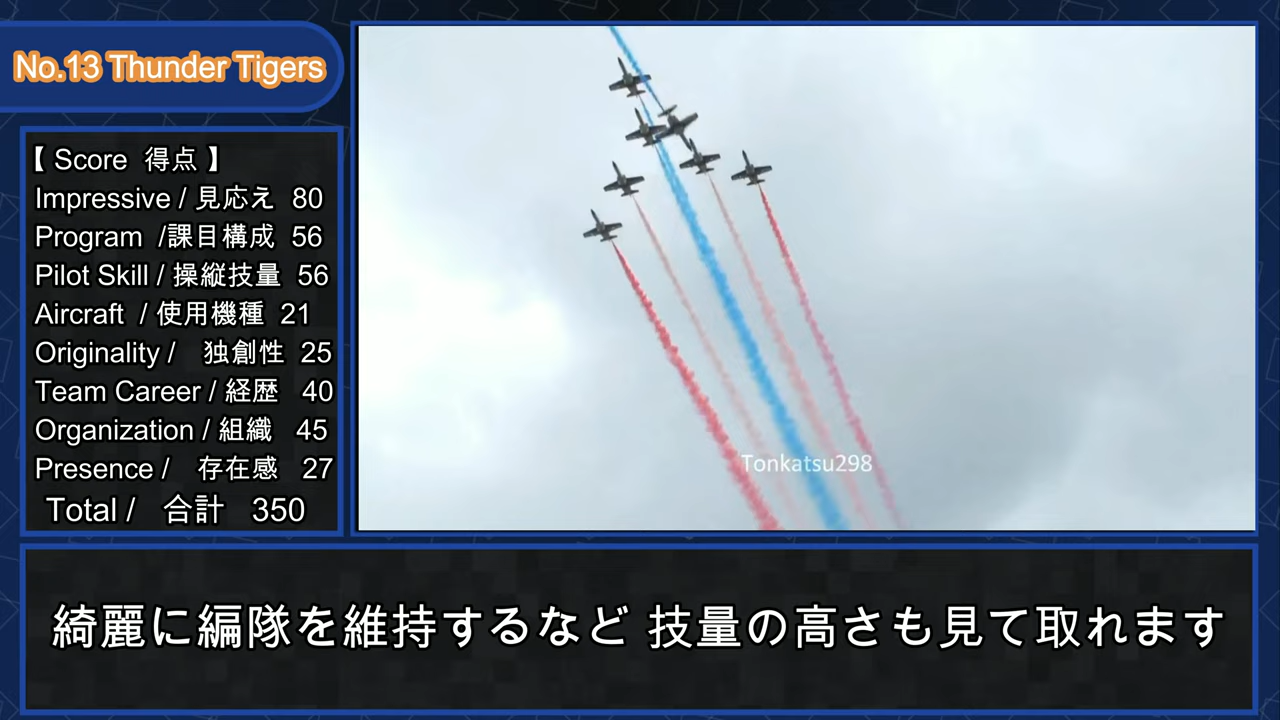 No.13 Thunder Tigers
【 Score 得点 】
Impressive / 見応え 80
Program /課目構成 56
Pilot Skill / 操縦技量 56
Aircraft / 使用機種 21
Originality / 独創性 25
Team Career / 経歴 40
Organization / 組織 45
Presence / 存在感 27
Total / 合計 350
Tonkatsu298
綺麗に編隊を維持するなど 技量の高さも見て取れます